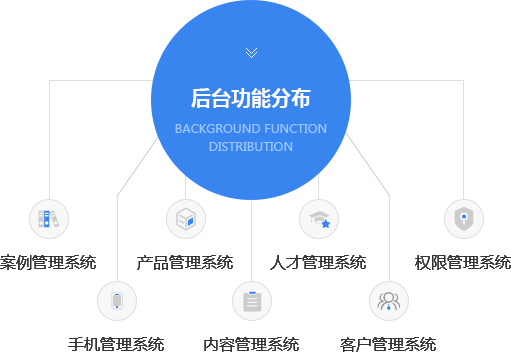 后台功能分布
BACKGROUND FUNCTION
DISTRIBUTION
案例管理系统
产品管理系统
人才管理系统
权限管理系统
手机管理系统
内容管理系统
客户管理系统